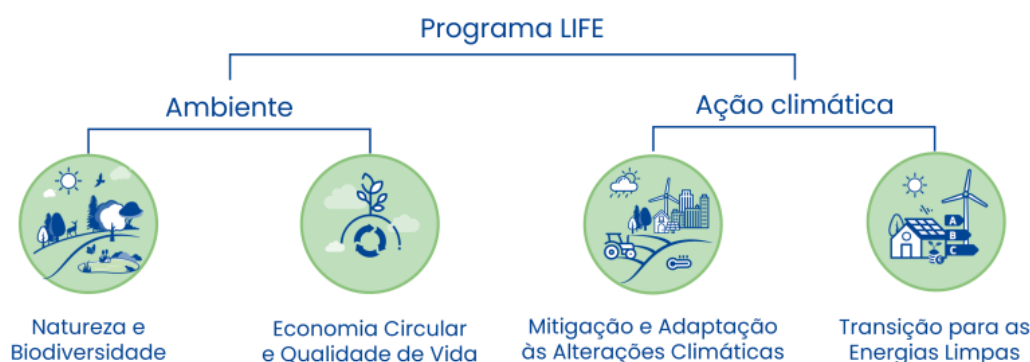 Programa LIFE
Ambiente
Ação climática
A
B
C
Natureza e
Biodiversidade
Economia Circular
e Qualidade de Vida
Mitigação e Adaptação
às Alterações Climáticas
Transição para as
Energias Limpas